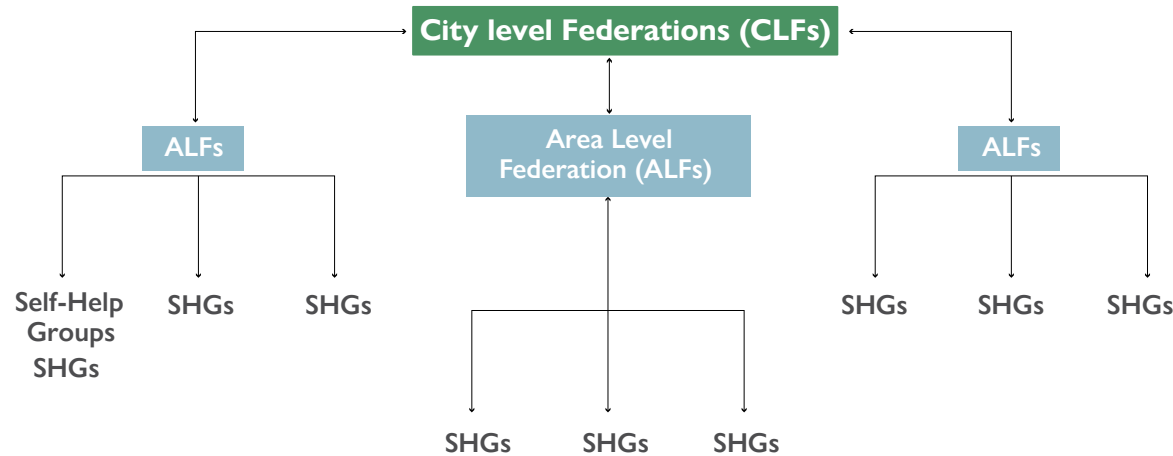 City level Federations (CLFs)
ALFs
Area Level
Federation (ALFs)
ALFs
Self-Help
Groups
SHGs
SHGs
SHGs
SHGs
SHGs
SHGs
SHGs
SHGs
SHGs